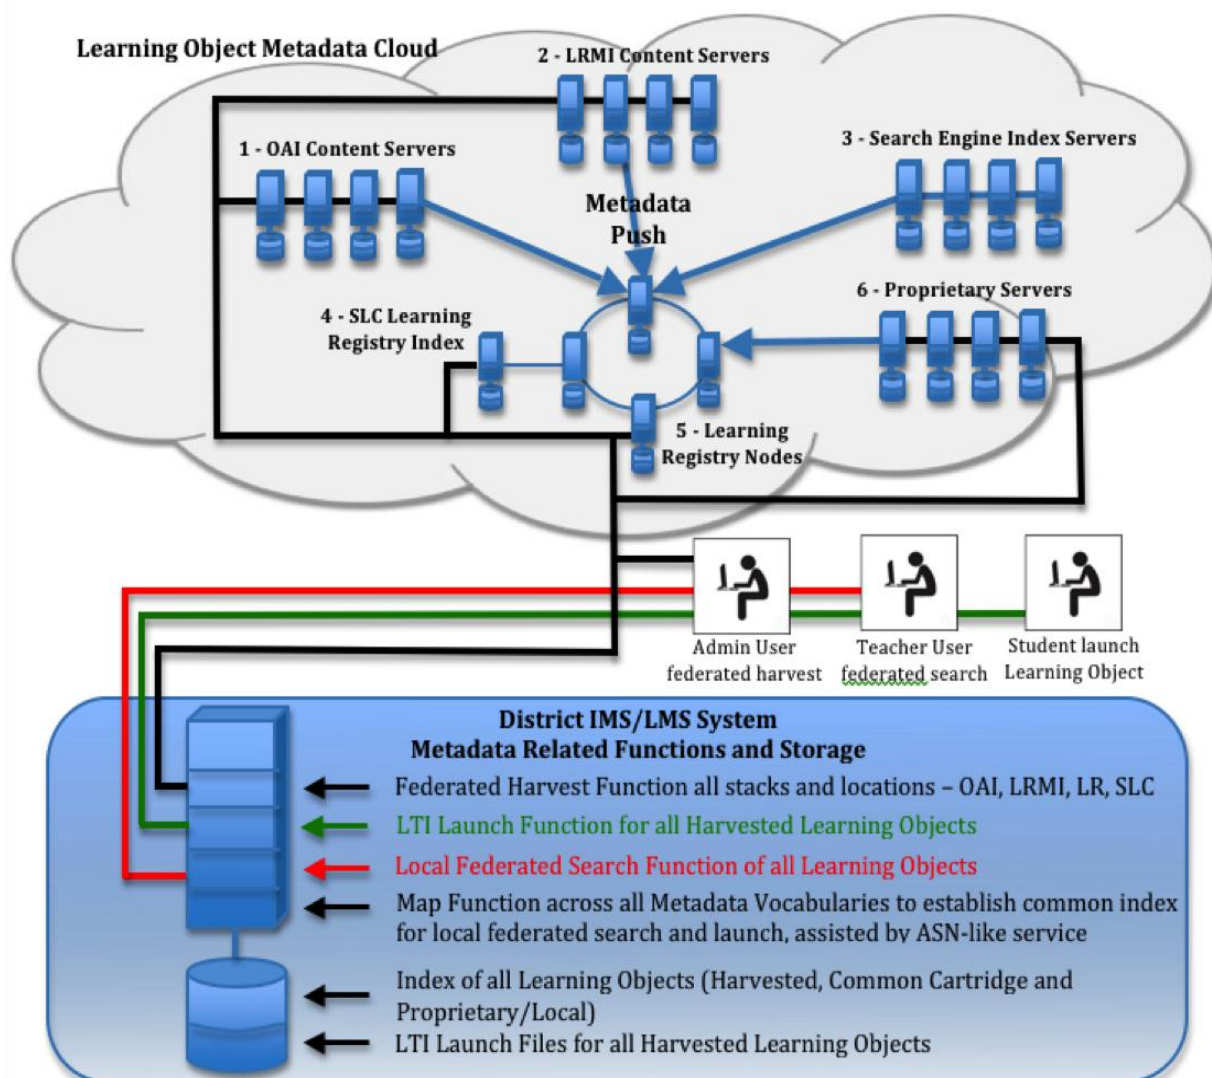 Learning Object Metadata Cloud
2 - LRMI Content Servers
1 - OAI Content Servers
3 - Search Engine Index Servers
Metadata
Push
4 - SLC Learning
Registry Index
6 - Proprietary Servers
5 - Learning
Registry Nodes
Admin User
federated harvest
Teacher User
federated search
Student launch
Learning Object
District IMS/LMS System
Metadata Related Functions and Storage
Federated Harvest Function all stacks and locations – OAI, LRMI, LR, SLC
LTI Launch Function for all Harvested Learning Objects
Local Federated Search Function of all Learning Objects
Map Function across all Metadata Vocabularies to establish common index
for local federated search and launch, assisted by ASN-like service
Index of all Learning Objects (Harvested, Common Cartridge and
Proprietary/Local)
LTI Launch Files for all Harvested Learning Objects